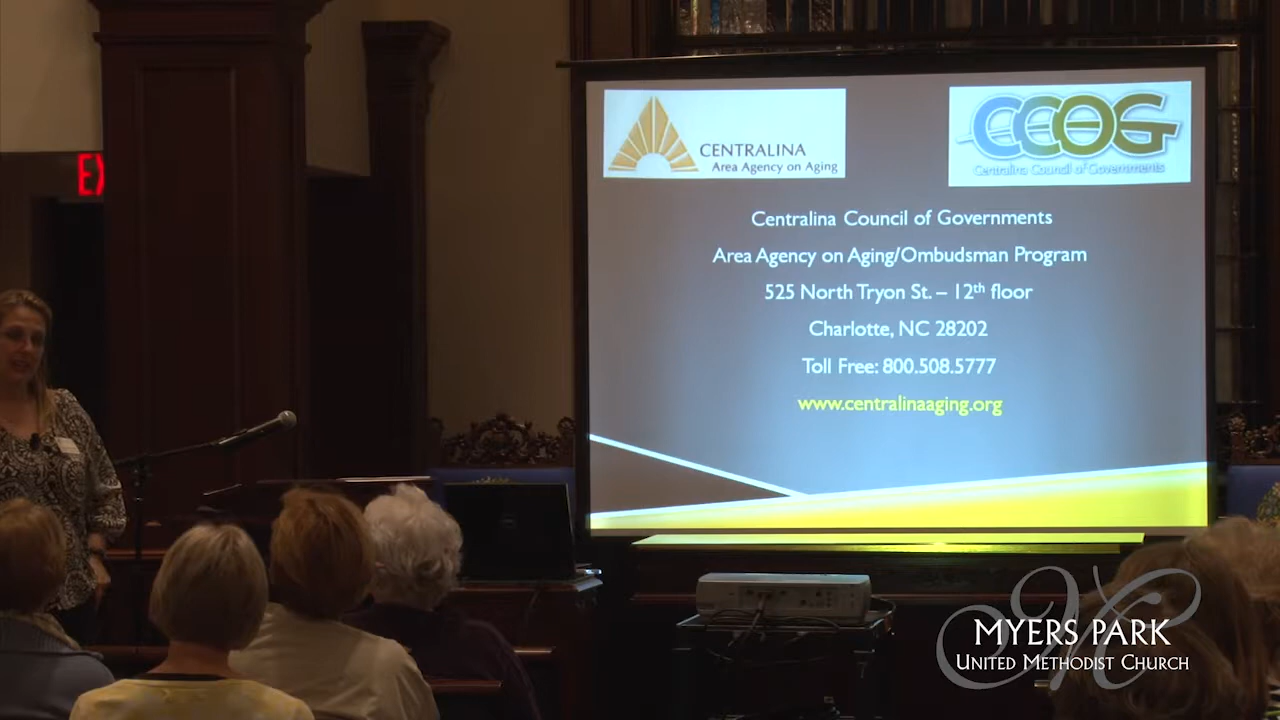 EX
CENTRALINA
Area Agency on Aging
CCOG
Centralina Council of Governments
Centralina Council of Governments
Area Agency on Aging/Ombudsman Program
525 North Tryon St. – 12th floor
Charlotte, NC 28202
Toll Free: 800.508.5777
www.centralinaaging.org
MYERS PARK
UNITED METHODIST CHURCH